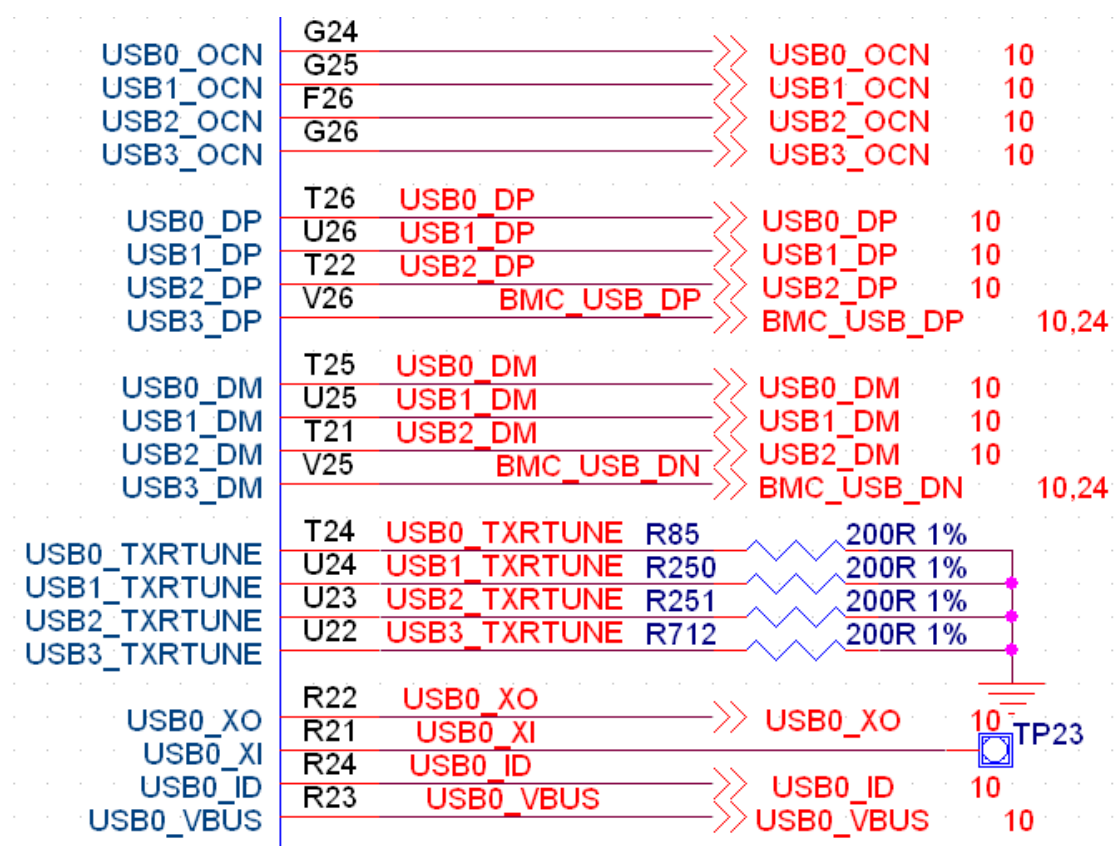 USB0_OCN G24 USB0_OCN 10
USB1_OCN G25 USB1_OCN 10
USB2_OCN F26 USB2_OCN 10
USB3_OCN G26 USB3_OCN 10
USB0_DP T26 USB0_DP USB0_DP 10
USB1_DP U26 USB1_DP USB1_DP 10
USB2_DP T22 USB2_DP USB2_DP 10
USB3_DP V26 BMC_USB_DP BMC_USB_DP 10,24
USB0_DM T25 USB0_DM USB0_DM 10
USB1_DM U25 USB1_DM USB1_DM 10
USB2_DM T21 USB2_DM USB2_DM 10
USB3_DM V25 BMC_USB_DN BMC_USB_DN 10,24
USB0_TXRTUNE T24 USB0_TXRTUNE R85 200R 1%
USB1_TXRTUNE U24 USB1_TXRTUNE R250 200R 1%
USB2_TXRTUNE U23 USB2_TXRTUNE R251 200R 1%
USB3_TXRTUNE U22 USB3_TXRTUNE R712 200R 1%
USB0_XO R22 USB0_XO USB0_XO 10
USB0_XI R21 USB0_XI TP23
USB0_ID R24 USB0_ID USB0_ID 10
USB0_VBUS R23 USB0_VBUS USB0_VBUS 10